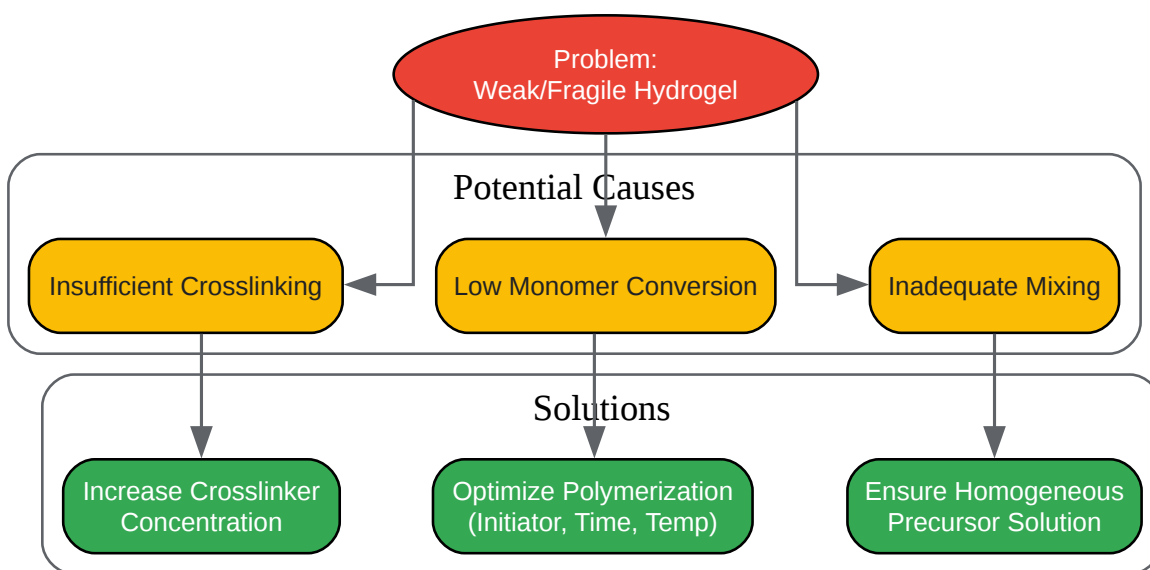 Problem:
Weak/Fragile Hydrogel
Potential Causes
Insufficient Crosslinking
Low Monomer Conversion
Inadequate Mixing
Solutions
Increase Crosslinker
Concentration
Optimize Polymerization
(Initiator, Time, Temp)
Ensure Homogeneous
Precursor Solution